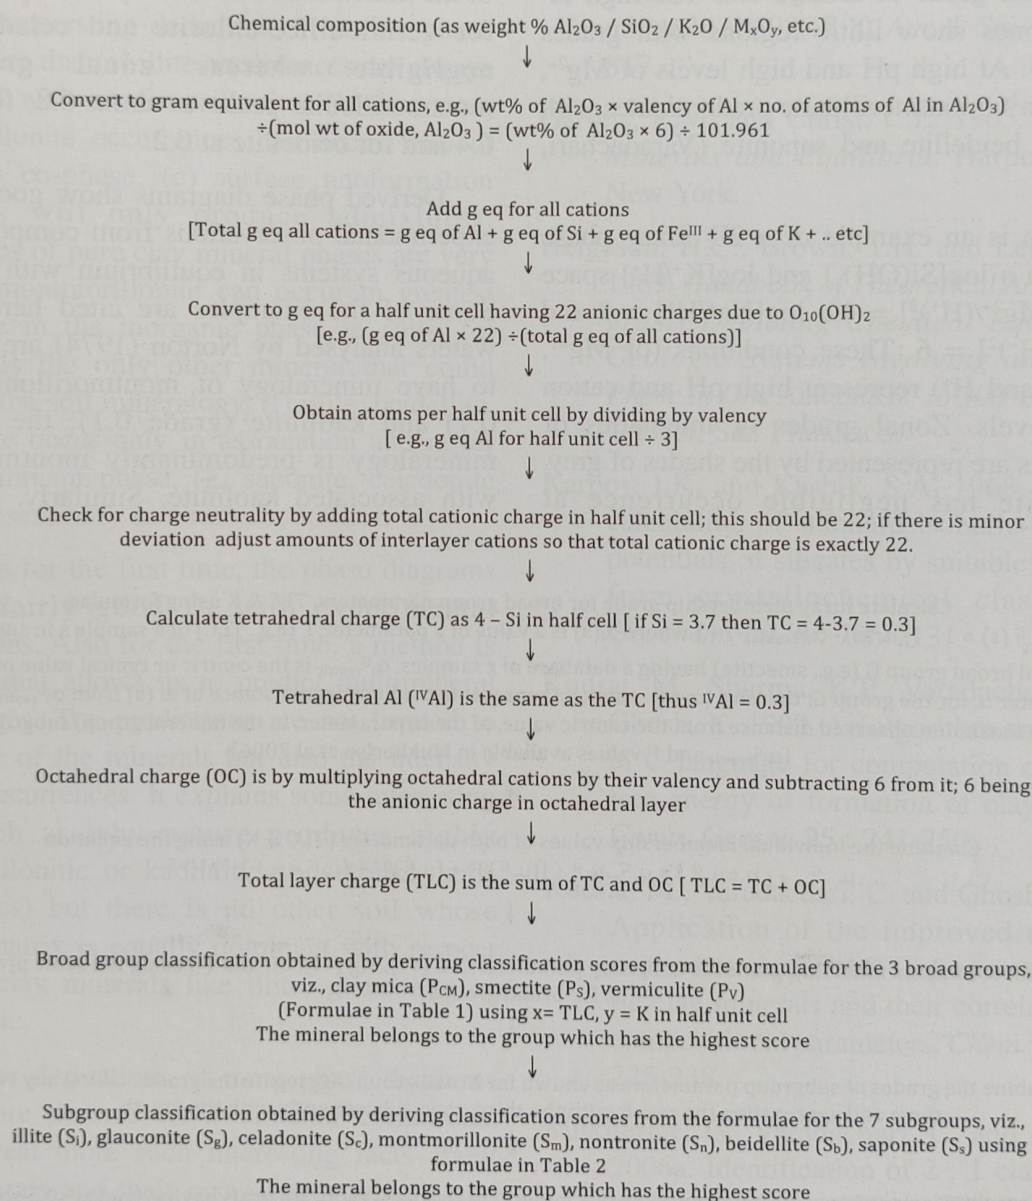 Chemical composition (as weight % Al₂O₃ / SiO₂ / K₂O / MₓOᵧ, etc.)
↓
Convert to gram equivalent for all cations, e.g., (wt% of Al₂O₃ × valency of Al × no. of atoms of Al in Al₂O₃)
÷(mol wt of oxide, Al₂O₃ ) = (wt% of Al₂O₃ × 6) ÷ 101.961
↓
Add g eq for all cations
[Total g eq all cations = g eq of Al + g eq of Si + g eq of Feᴵᴵᴵ + g eq of K + .. etc]
↓
Convert to g eq for a half unit cell having 22 anionic charges due to O₁₀(OH)₂
[e.g., (g eq of Al × 22) ÷(total g eq of all cations)]
↓
Obtain atoms per half unit cell by dividing by valency
[ e.g., g eq Al for half unit cell ÷ 3]
↓
Check for charge neutrality by adding total cationic charge in half unit cell; this should be 22; if there is minor
deviation adjust amounts of interlayer cations so that total cationic charge is exactly 22.
↓
Calculate tetrahedral charge (TC) as 4 – Si in half cell [ if Si = 3.7 then TC = 4-3.7 = 0.3]
↓
Tetrahedral Al (ᴵⱽAl) is the same as the TC [thus ᴵⱽAl = 0.3]
↓
Octahedral charge (OC) is by multiplying octahedral cations by their valency and subtracting 6 from it; 6 being
the anionic charge in octahedral layer
↓
Total layer charge (TLC) is the sum of TC and OC [ TLC = TC + OC]
↓
Broad group classification obtained by deriving classification scores from the formulae for the 3 broad groups,
viz., clay mica (P_CM), smectite (P_S), vermiculite (P_V)
(Formulae in Table 1) using x= TLC, y = K in half unit cell
The mineral belongs to the group which has the highest score
↓
Subgroup classification obtained by deriving classification scores from the formulae for the 7 subgroups, viz.,
illite (S_i), glauconite (S_g), celadonite (S_c), montmorillonite (S_m), nontronite (S_n), beidellite (S_b), saponite (S_s) using
formulae in Table 2
The mineral belongs to the group which has the highest score